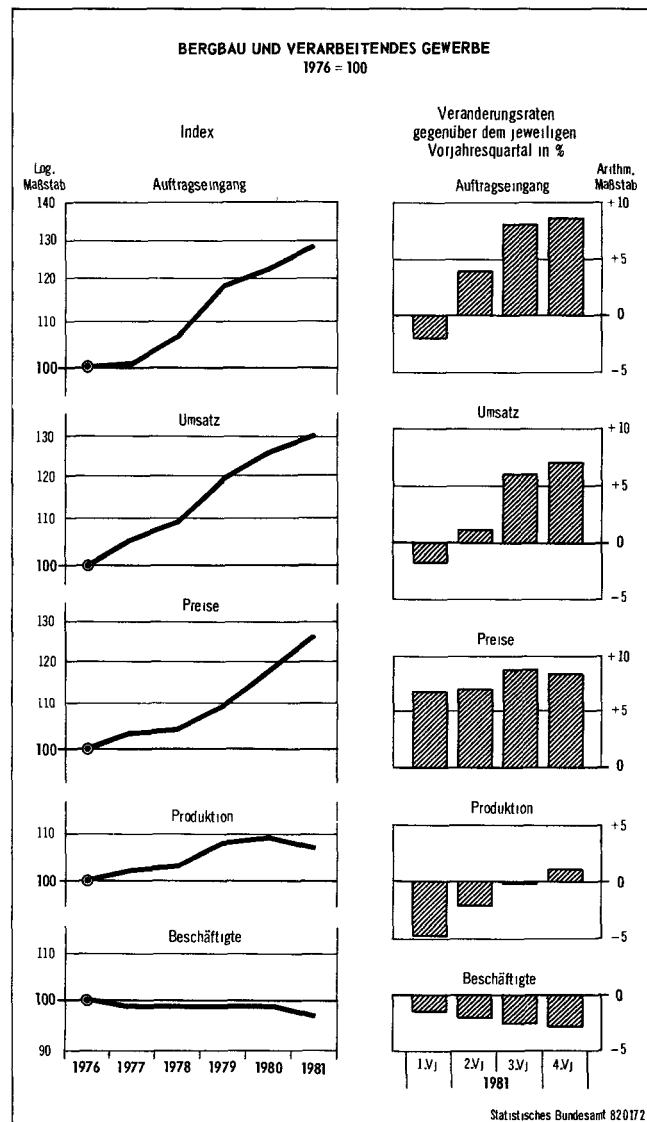 BERGBAU UND VERARBEITENDES GEWERBE
1976 = 100
Index
Log.
Maßstab
Auftragseingang
140
130
120
110
100
Umsatz
130
120
110
100
Preise
130
120
110
100
Produktion
110
100
Beschäftigte
110
100
90
1976 1977 1978 1979 1980 1981
Veranderungsraten
gegenüber dem jeweiligen
Vorjahresquartal in %
Arithm.
Maßstab
Auftragseingang
+10
+5
0
−5
Umsatz
+10
+5
0
−5
Preise
+10
+5
0
Produktion
+5
0
−5
Beschäftigte
0
−5
1.Vj 2.Vj 3.Vj 4.Vj
1981
Statistisches Bundesamt 820172